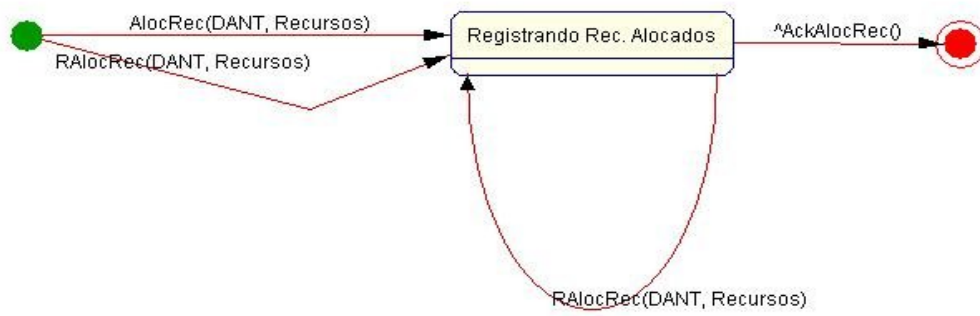 AlocRec(DANT, Recursos)
RAlocRec(DANT, Recursos)
Registrando Rec. Alocados
^AckAlocRec()
RAlocRec(DANT, Recursos)